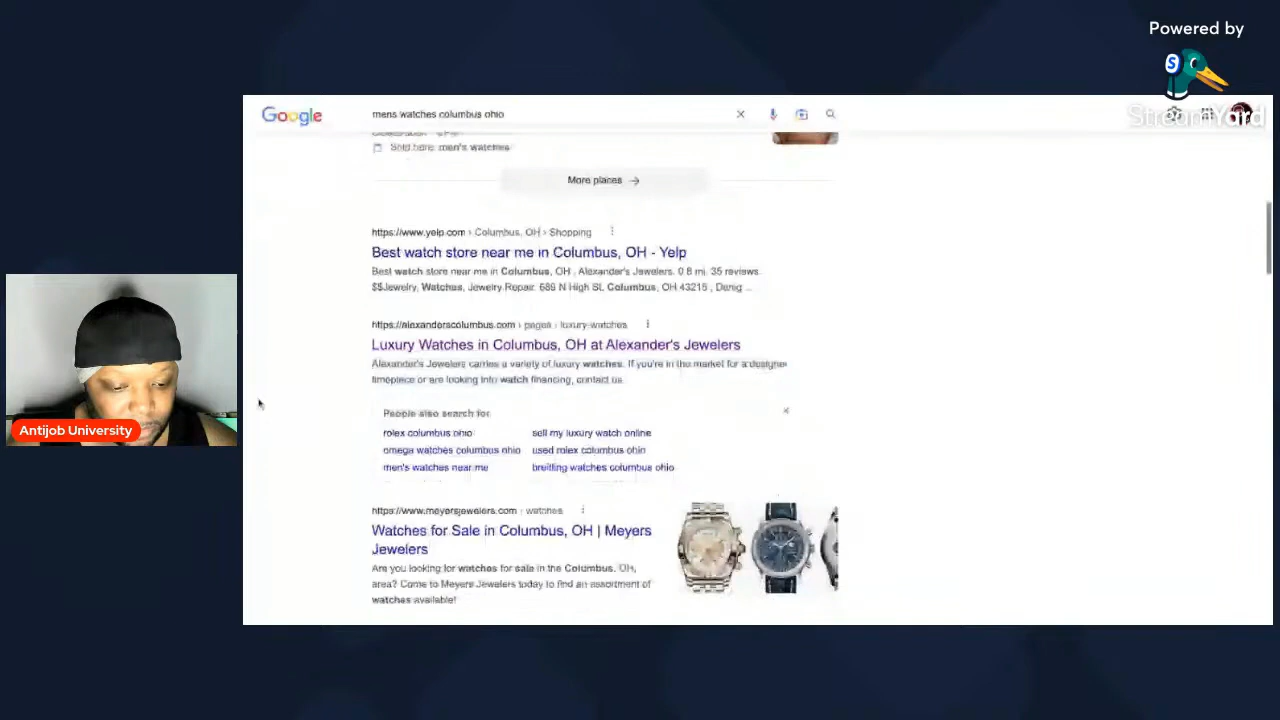 Powered by
S
StreamYard
Google
mens watches columbus ohio
Sold here: men's watches
More places →
https://www.yelp.com › Columbus, OH › Shopping
Best watch store near me in Columbus, OH - Yelp
Best watch store near me in Columbus, OH , Alexander's Jewelers. 0.8 mi. 35 reviews.
$$Jewelry, Watches, Jewelry Repair. 689 N High St, Columbus, OH 43215 , Denig ...
https://alexanderscolumbus.com › pages › luxury-watches
Luxury Watches in Columbus, OH at Alexander's Jewelers
Alexander's Jewelers carries a variety of luxury watches. If you're in the market for a designer
timepiece or are looking into watch financing, contact us.
People also search for
rolex columbus ohio
sell my luxury watch online
omega watches columbus ohio
used rolex columbus ohio
men's watches near me
breitling watches columbus ohio
https://www.meyersjewelers.com › watches
Watches for Sale in Columbus, OH | Meyers
Jewelers
Are you looking for watches for sale in the Columbus, OH,
area? Come to Meyers Jewelers today to find an assortment of
watches available!
Antijob University